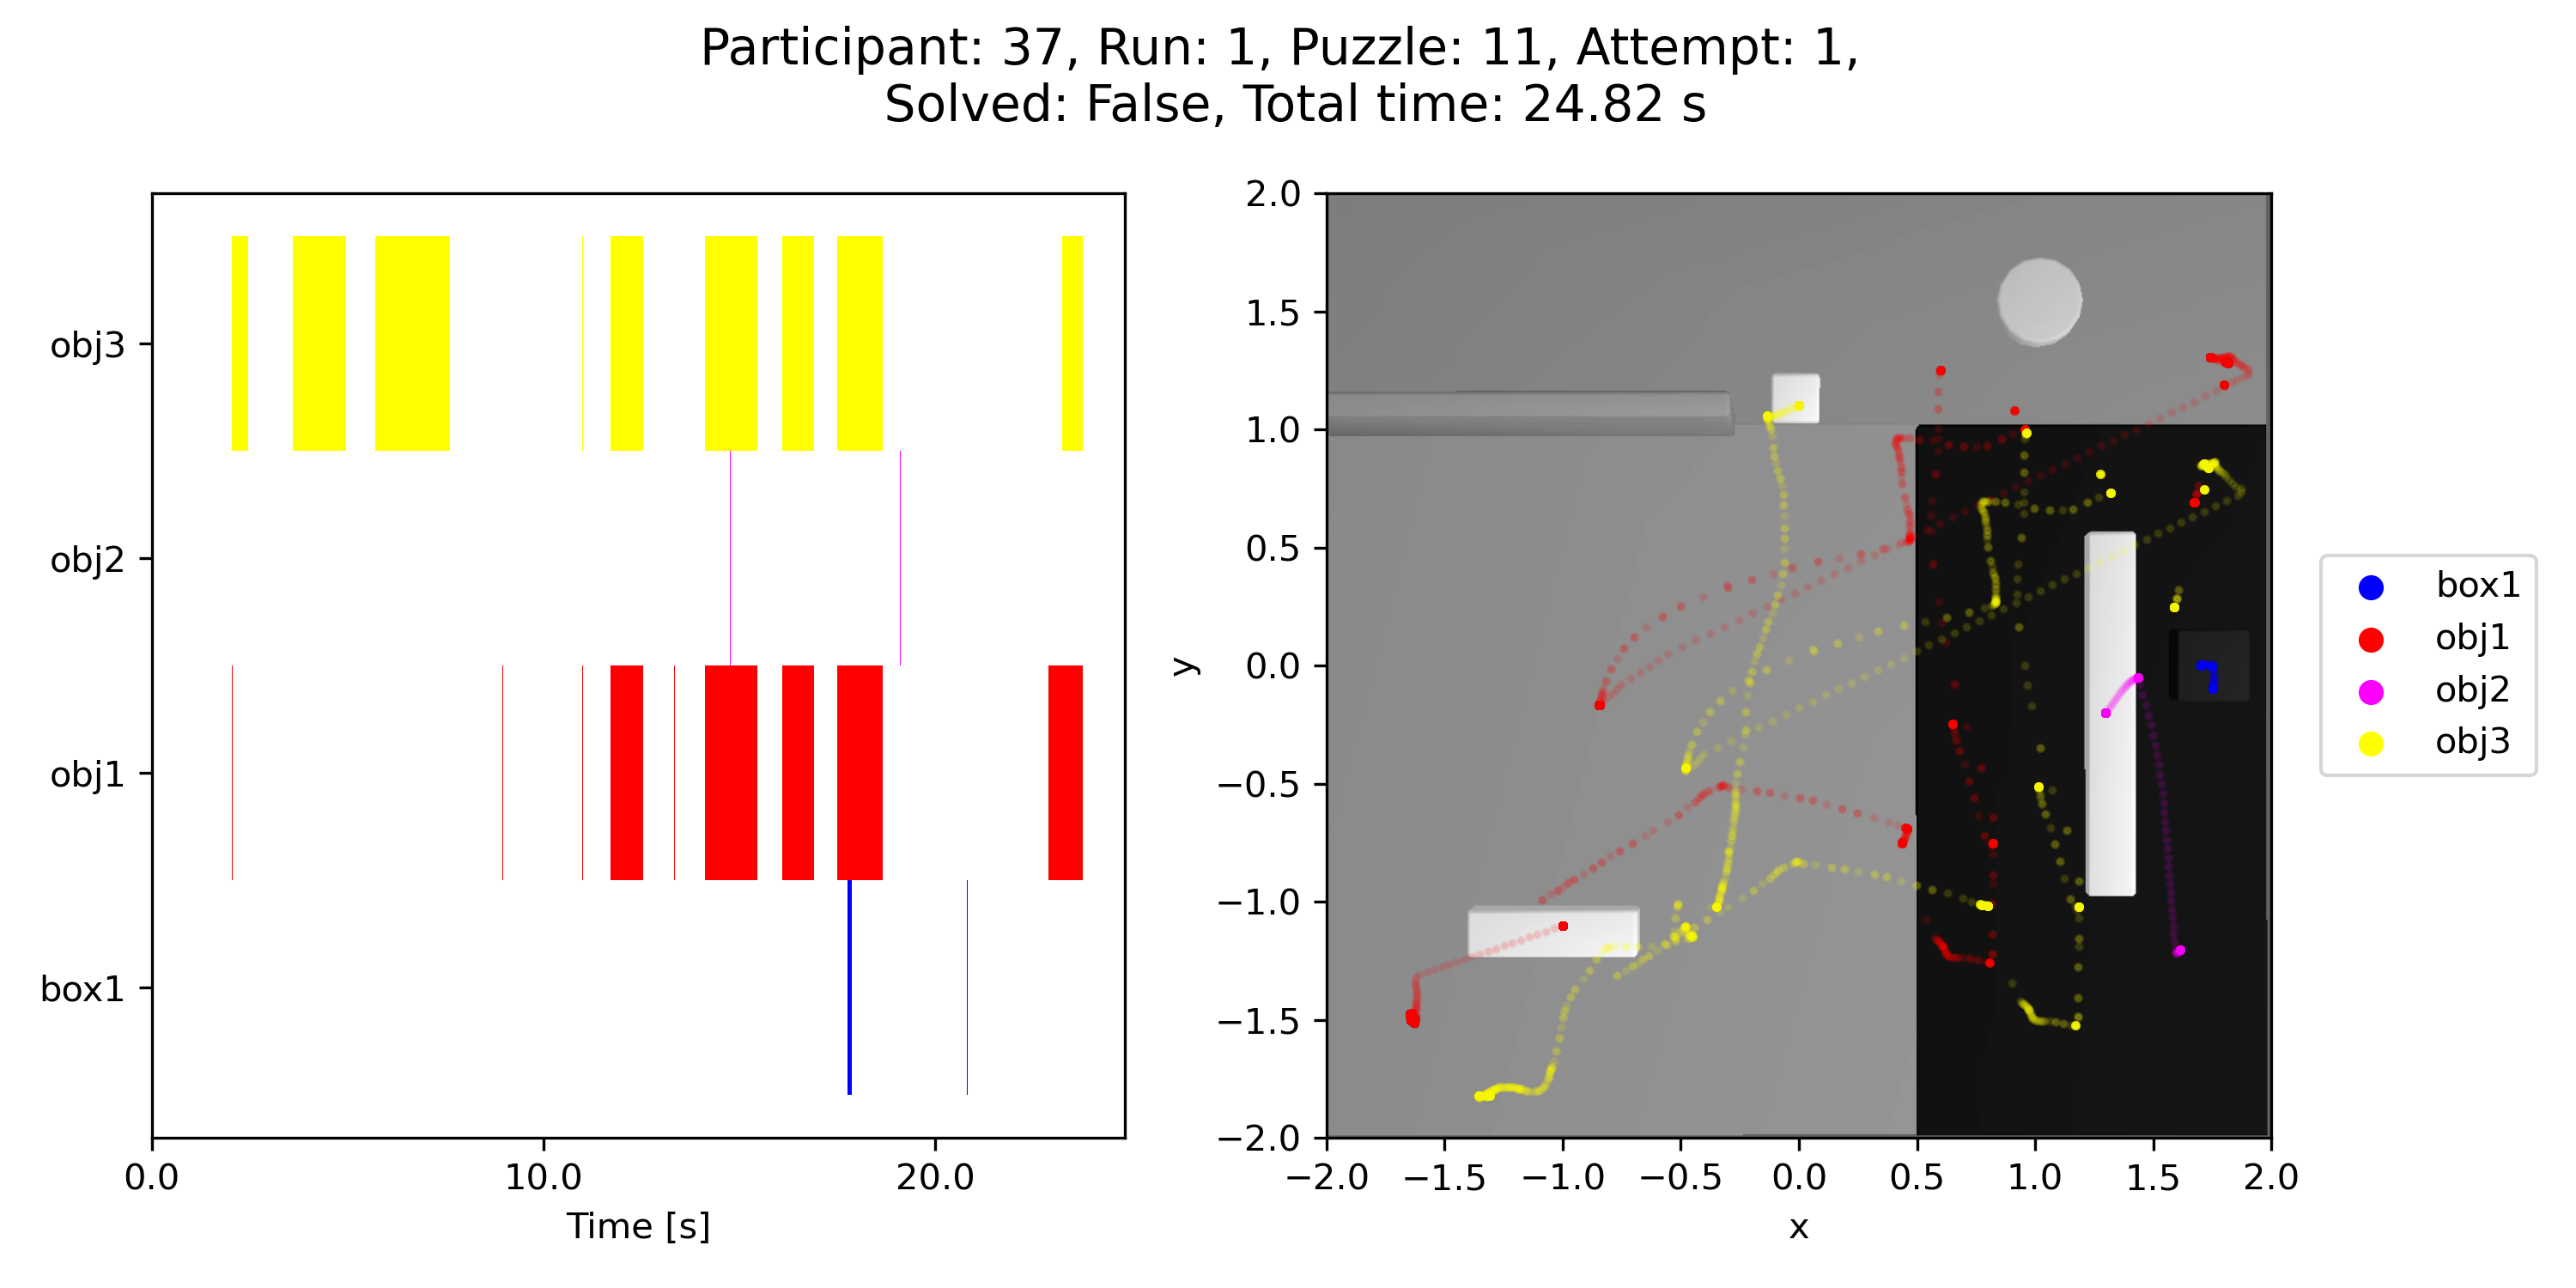 Participant: 37, Run: 1, Puzzle: 11, Attempt: 1,
Solved: False, Total time: 24.82 s
obj3
obj2
obj1
box1
0.0
10.0
20.0
Time [s]
2.0
1.5
1.0
0.5
0.0
−0.5
−1.0
−1.5
−2.0
y
−2.0
−1.5
−1.0
−0.5
0.0
0.5
1.0
1.5
2.0
x
box1
obj1
obj2
obj3